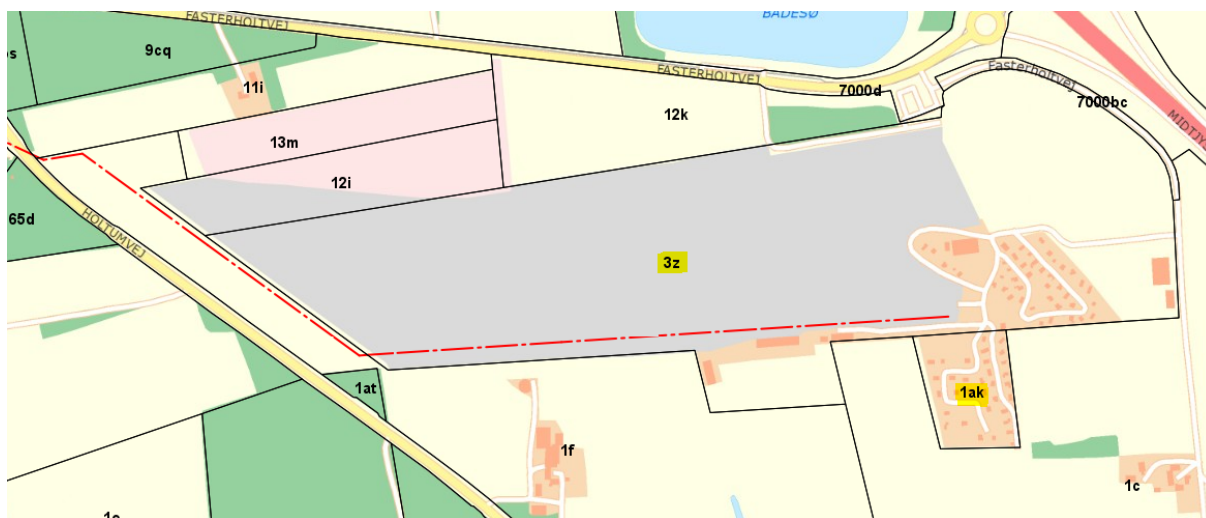 BADESØ
FASTERHOLTVEJ
9cq
11i
FASTERHOLTVEJ
7000d
Fasterholtvej
7000bc
12k
MIDTJY
13m
12i
65d
HOLTUMVEJ
3z
1at
1ak
1f
1c